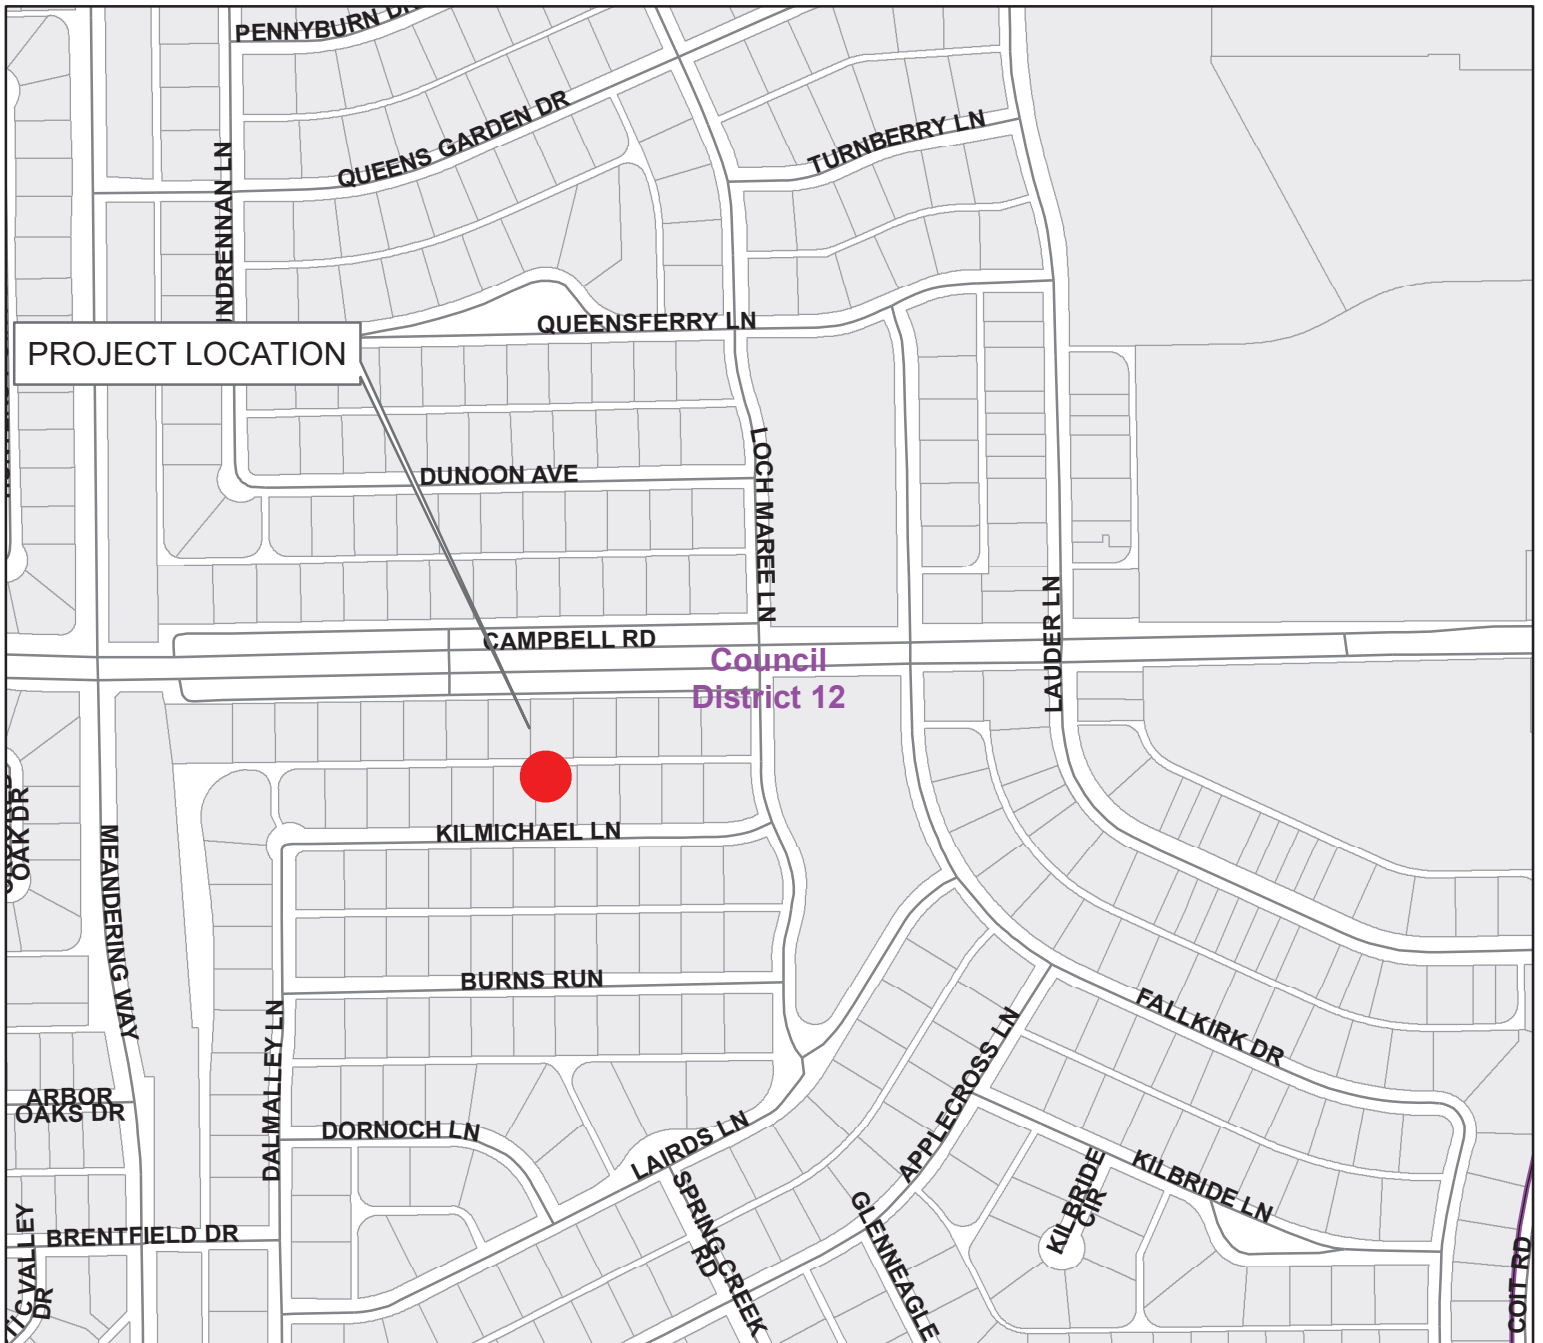 PENNYBURN DR
QUEENS GARDEN DR
TURNBERRY LN
QUEENSFERRY LN
PROJECT LOCATION
DUNOON AVE
LOCH MAREE LN
CAMPBELL RD
Council
District 12
LAUDER LN
OAK DR
MEANDERING WAY
KILMICHAEL LN
BURNS RUN
DALMALLEY LN
FALLKIRK DR
APPLECROSS LN
ARBOR
OAKS DR
DORNOCH LN
LAIRDS LN
KILBRIDE
CIR
KILBRIDE LN
SPRING CREEK
RD
GLENNEAGLE
BRENTFIELD DR
VALLEY
DR
COIT RD